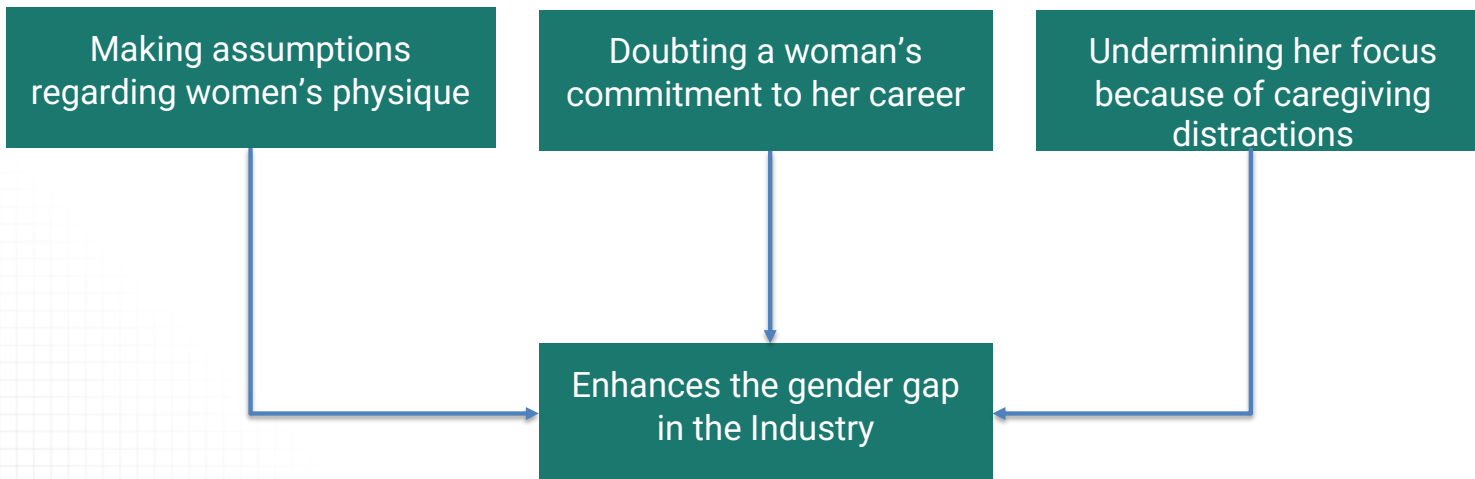 Making assumptions
regarding women’s physique
Doubting a woman’s
commitment to her career
Undermining her focus
because of caregiving
distractions
Enhances the gender gap
in the Industry